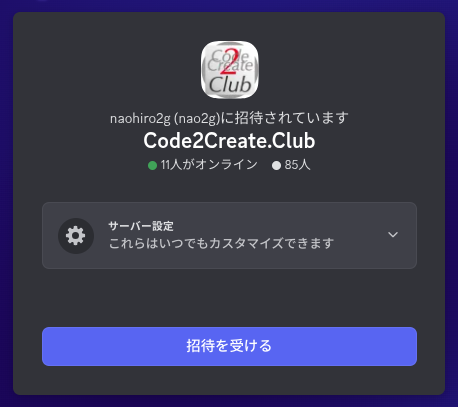 Code
2
Create
Club
naohiro2g (nao2g)に招待されています
Code2Create.Club
11人がオンライン 85人
サーバー設定
これらはいつでもカスタマイズできます
招待を受ける